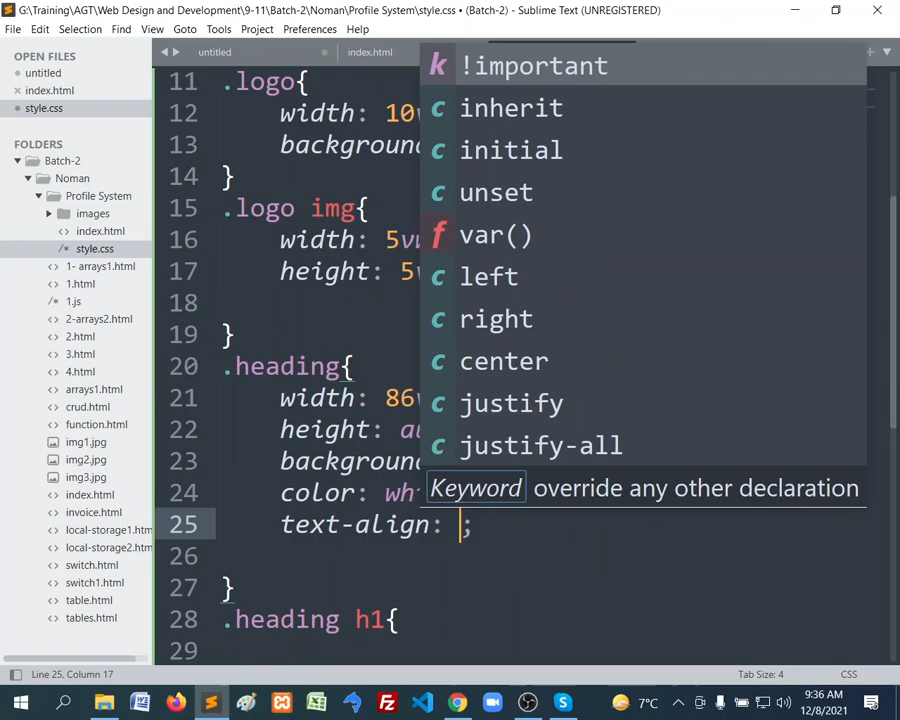 G:\Training\AGT\Web Design and Development\9-11\Batch-2\Noman\Profile System\style.css • (Batch-2) - Sublime Text (UNREGISTERED)
File Edit Selection Find View Goto Tools Project Preferences Help
OPEN FILES
untitled
index.html
style.css
FOLDERS
Batch-2
Noman
Profile System
images
index.html
style.css
1- arrays1.html
1.html
1.js
2-arrays2.html
2.html
3.html
4.html
arrays1.html
crud.html
function.html
img1.jpg
img2.jpg
img3.jpg
index.html
invoice.html
local-storage1.htm
local-storage2.htm
switch.html
switch1.html
table.html
tables.html
untitled index.html
11 .logo{
12 width: 10
13 background
14 }
15 .logo img{
16 width: 5vw
17 height: 5
18
19 }
20 .heading{
21 width: 86
22 height: au
23 background
24 color: wh
25 text-align: ;
26
27 }
28 .heading h1{
29
!important
inherit
initial
unset
var()
left
right
center
justify
justify-all
Keyword override any other declaration
Line 25, Column 17 Tab Size: 4 CSS
7°C 9:36 AM
12/8/2021